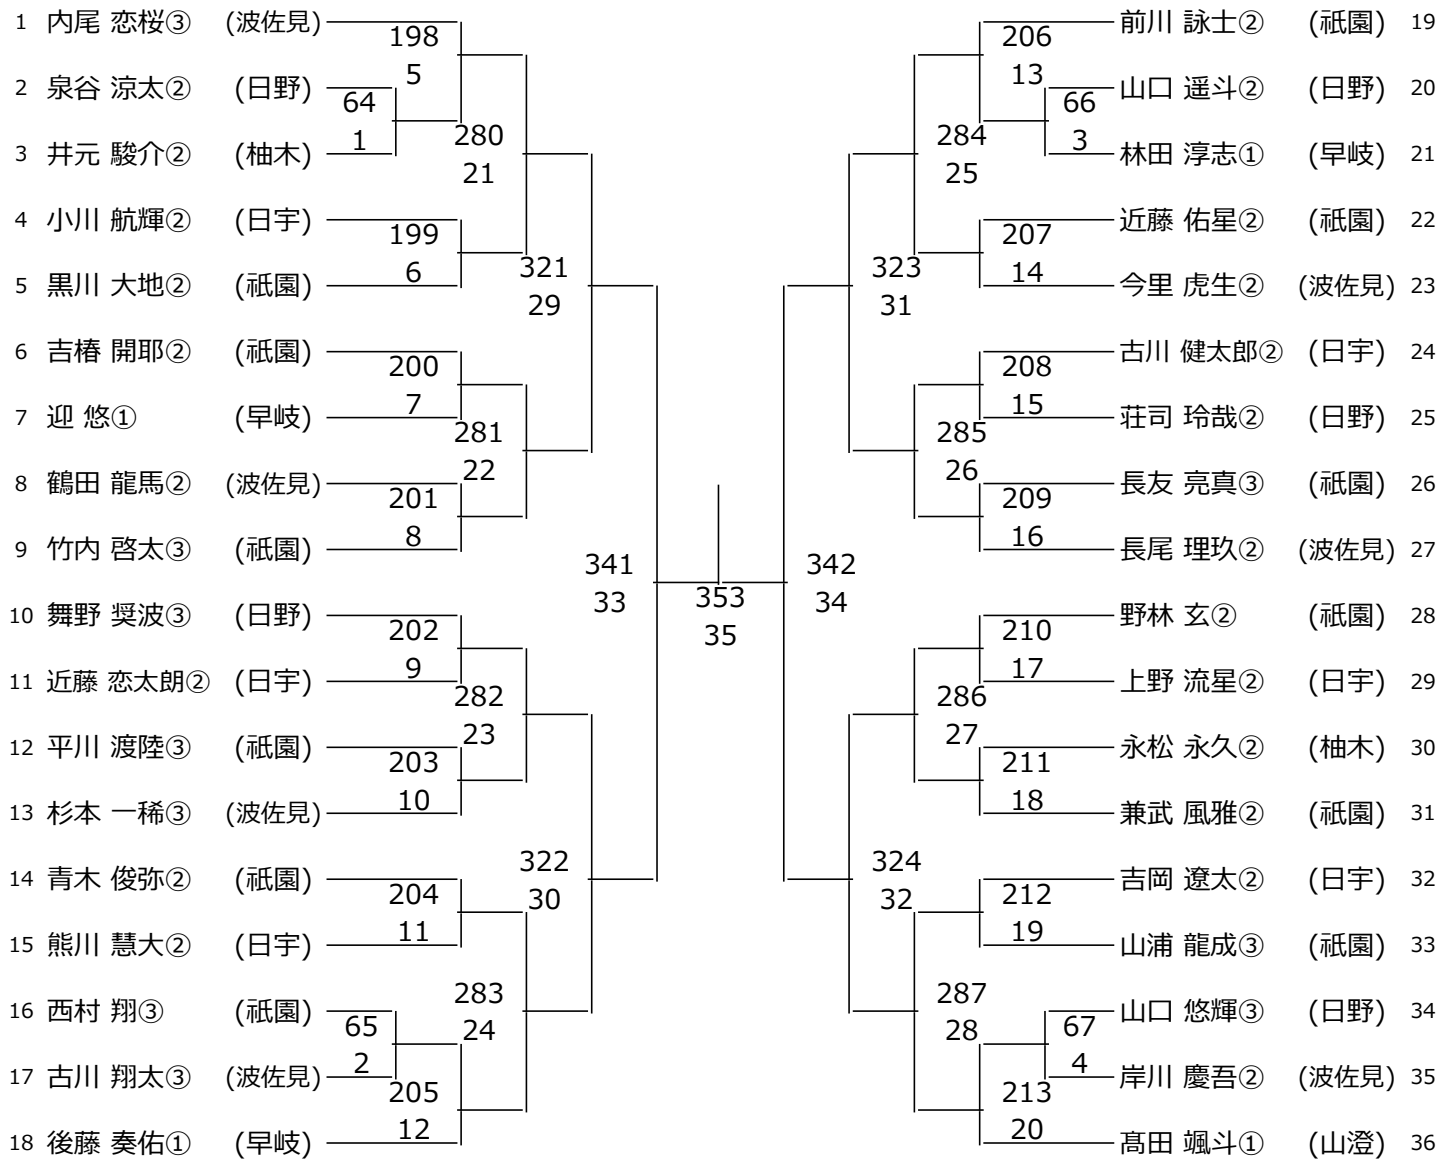 1 内尾 恋桜③ (波佐見)
198
5
2 泉谷 涼太② (日野)
64
1
3 井元 駿介② (柚木)
280
21
4 小川 航輝② (日宇)
199
6
5 黒川 大地② (祇園)
321
29
6 吉椿 開耶② (祇園)
200
7
7 迎 悠① (早岐)
281
22
8 鶴田 龍馬② (波佐見)
201
8
9 竹内 啓太③ (祇園)
341
33
10 舞野 奨波③ (日野)
202
9
11 近藤 恋太朗② (日宇)
282
23
12 平川 渡陸③ (祇園)
203
10
13 杉本 一稀③ (波佐見)
322
30
14 青木 俊弥② (祇園)
204
11
15 熊川 慧大② (日宇)
283
24
16 西村 翔③ (祇園)
65
2
17 古川 翔太③ (波佐見)
205
12
18 後藤 奏佑① (早岐)
353
35
前川 詠士② (祇園) 19
206
13
山口 遥斗② (日野) 20
66
3
284
25
林田 淳志① (早岐) 21
近藤 佑星② (祇園) 22
207
14
323
31
今里 虎生② (波佐見) 23
古川 健太郎② (日宇) 24
208
15
荘司 玲哉② (日野) 25
285
26
長友 亮真③ (祇園) 26
209
16
長尾 理玖② (波佐見) 27
342
34
野林 玄② (祇園) 28
210
17
上野 流星② (日宇) 29
286
27
永松 永久② (柚木) 30
211
18
兼武 風雅② (祇園) 31
324
32
吉岡 遼太② (日宇) 32
212
19
山浦 龍成③ (祇園) 33
287
28
山口 悠輝③ (日野) 34
67
4
岸川 慶吾② (波佐見) 35
213
20
髙田 颯斗① (山澄) 36